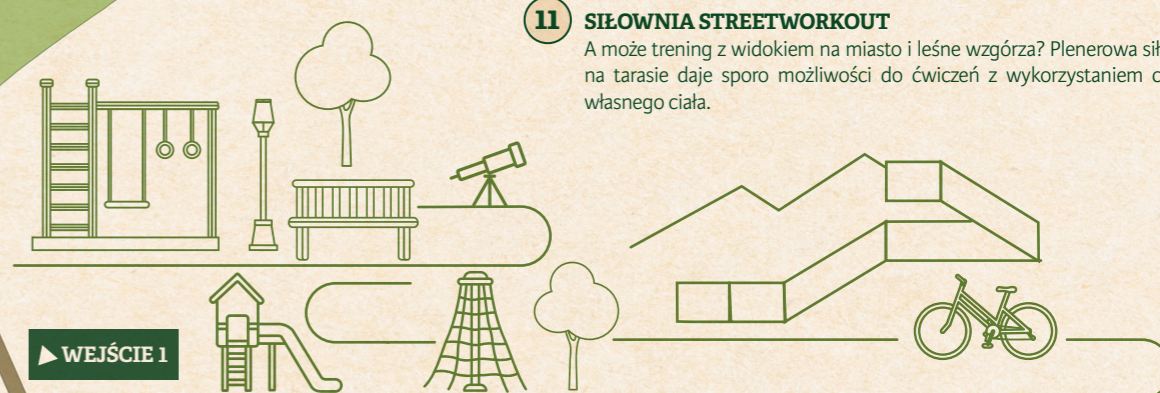 11 SIŁOWNIA STREETWORKOUT
A może trening z widokiem na miasto i leśne wzgórza? Plenerowa
na tarasie daje sporo możliwości do ćwiczeń z wykorzystaniem
własnego ciała.
WEJŚCIE 1